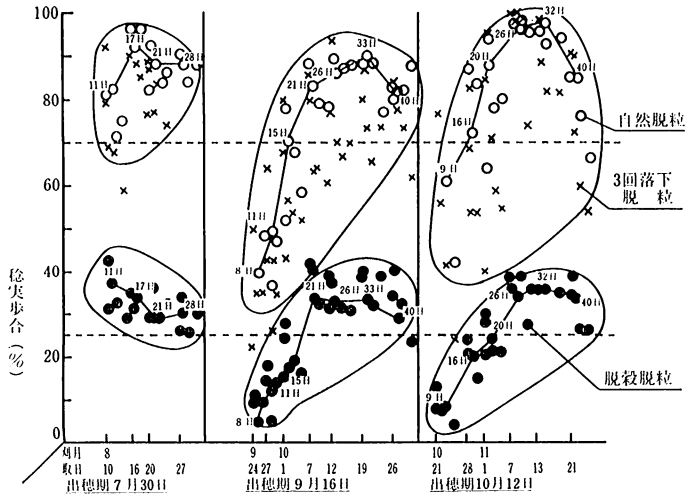 100
80
60
40
20
0
稔実歩合(%)
17日
21日
28日
11日
11日
17日
21日
28日
33日
26日
21日
40日
15日
11日
8日
21日
26日
33日
40日
15日
11日
8日
32日
26日
20日
40日
16日
9日
32日
26日
40日
20日
16日
9日
自然脱粒
3回落下
脱粒
脱穀脱粒
刈月 8 9 10 10 11
取日 10 16 20 27 24 27 1 7 12 19 26 21 28 1 7 13 21
出穂期7月30日 出穂期9月16日 出穂期10月12日